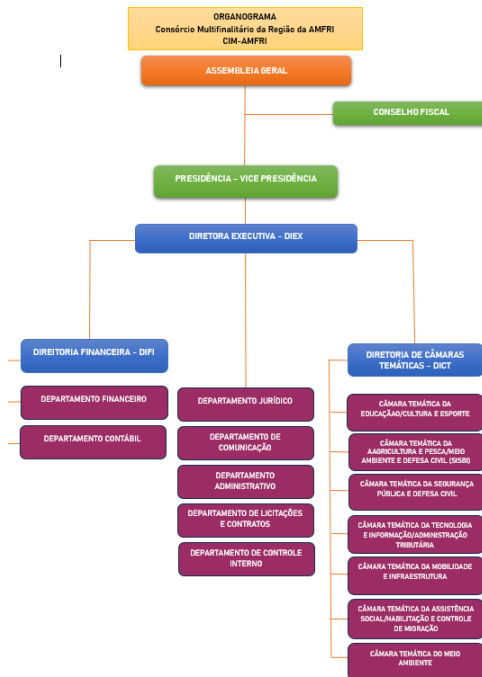 ORGANOGRAMA
Consórcio Multifinalitário da Região da AMFRI
CIM-AMFRI
ASSEMBLEIA GERAL
CONSELHO FISCAL
PRESIDÊNCIA – VICE PRESIDÊNCIA
DIRETORA EXECUTIVA - DIEX
DIREITORIA FINANCEIRA - DIFI
DIRETORIA DE CÂMARAS
TEMÁTICAS - DICT
DEPARTAMENTO FINANCEIRO
DEPARTAMENTO CONTÁBIL
DEPARTAMENTO JURÍDICO
DEPARTAMENTO DE
COMUNICAÇÃO
DEPARTAMENTO
ADMINISTRATIVO
DEPARTAMENTO DE LICITAÇÕES
E CONTRATOS
DEPARTAMENTO DE CONTROLE
INTERNO
CÂMARA TEMÁTICA DA
EDUCAÇÃO/CULTURA E ESPORTE
CÂMARA TEMÁTICA DA
AAGRICULTURA E PESCA/MEIO
AMBIENTE E DEFESA CIVIL (SISBI)
CÂMARA TEMÁTICA DA SEGURANÇA
PÚBLICA E DEFESA CIVIL
CÂMARA TEMÁTICA DA TECNOLOGIA
E INFORMAÇÃO/ADMINISTRAÇÃO
TRIBUTÁRIA
CÂMARA TEMÁTICA DA MOBILIDADE
E INFRAESTRUTURA
CÂMARA TEMÁTICA DA ASSISTÊNCIA
SOCIAL/HABILITAÇÃO E CONTROLE
DE MIGRAÇÃO
CÂMARA TEMÁTICA DO MEIO
AMBIENTE